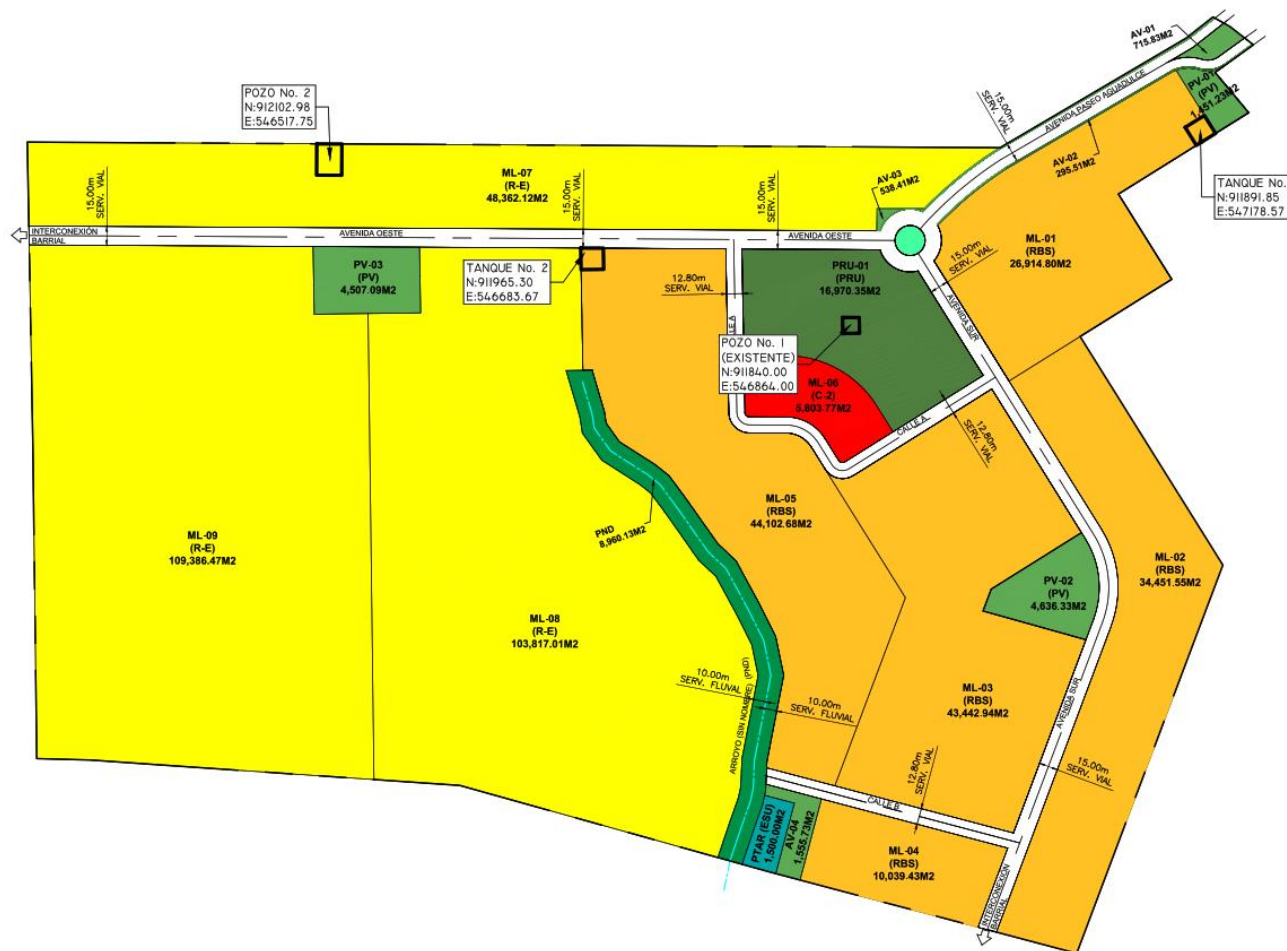 AV-01
715.83M2
PV-01
(PV)
1,451.23M2
15.00m
SERV. VIAL
AVENIDA PASEO AGUADULCE
AV-02
295.51M2
POZO No. 2
N:912102.98
E:546517.75
TANQUE No.
N:911891.85
E:547178.57
ML-07
(R-E)
48,362.12M2
AV-03
538.41M2
15.00m
SERV. VIAL
15.00m
SERV. VIAL
15.00m
SERV. VIAL
INTERCONEXIÓN
BARRIAL
AVENIDA OESTE
AVENIDA OESTE
ML-01
(RBS)
26,914.80M2
15.00m
SERV. VIAL
AVENIDA SUR
PV-03
(PV)
4,507.09M2
TANQUE No. 2
N:911965.30
E:546683.67
12.80m
SERV. VIAL
PRU-01
(PRU)
16,970.35M2
POZO No. 1
(EXISTENTE)
N:911840.00
E:546864.00
ML-06
(C-2)
5,803.77M2
CALLE A
12.80m
SERV. VIAL
ML-05
(RBS)
44,102.68M2
PND
8,960.13M2
ML-09
(R-E)
109,386.47M2
ML-02
(RBS)
34,451.55M2
PV-02
(PV)
4,636.33M2
ML-08
(R-E)
103,817.01M2
10.00m
SERV. FLUVAL
10.00m
SERV. FLUVIAL
ARROYO (SIN NOMBRE) (PND)
ML-03
(RBS)
43,442.94M2
AVENIDA SUR
15.00m
SERV. VIAL
12.80m
SERV. VIAL
CALLE B
PTAR (ESU)
1,500.00M2
AV-04
1,555.73M2
ML-04
(RBS)
10,039.43M2
INTERCONEXIÓN
BARRIAL